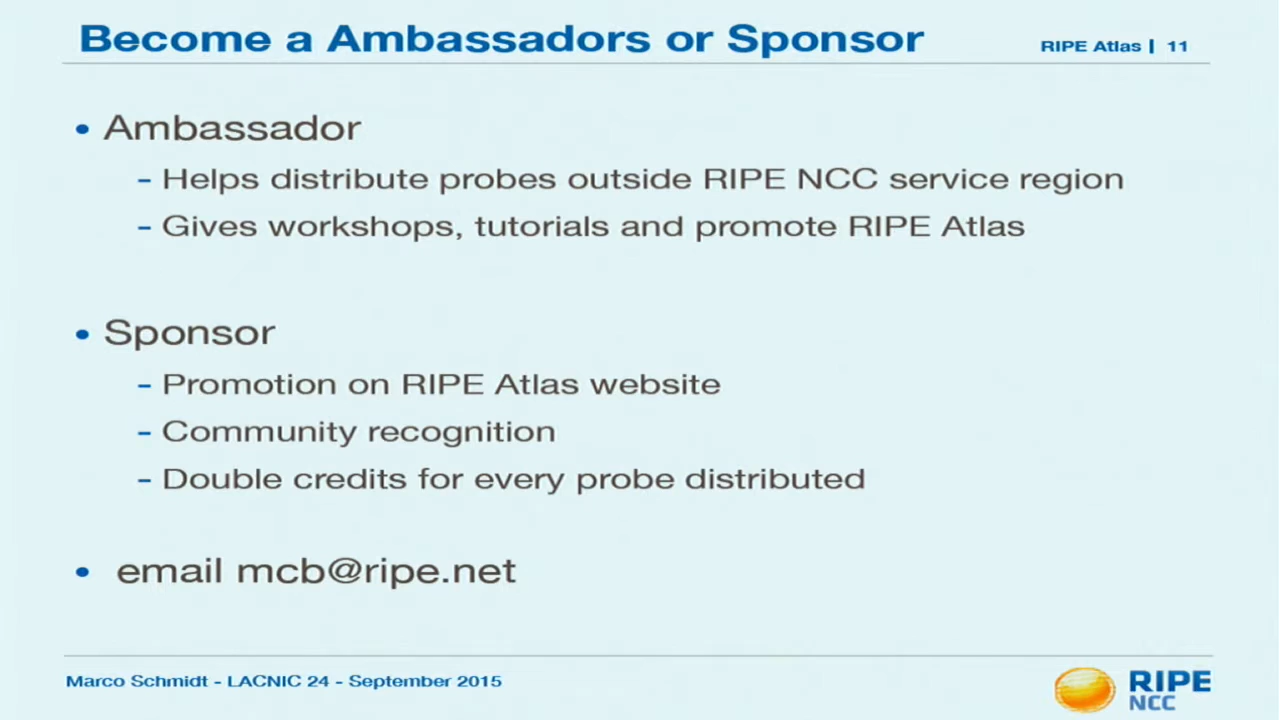 Become a Ambassadors or Sponsor
RIPE Atlas | 11
• Ambassador
- Helps distribute probes outside RIPE NCC service region
- Gives workshops, tutorials and promote RIPE Atlas
• Sponsor
- Promotion on RIPE Atlas website
- Community recognition
- Double credits for every probe distributed
• email mcb@ripe.net
Marco Schmidt - LACNIC 24 - September 2015
RIPE
NCC